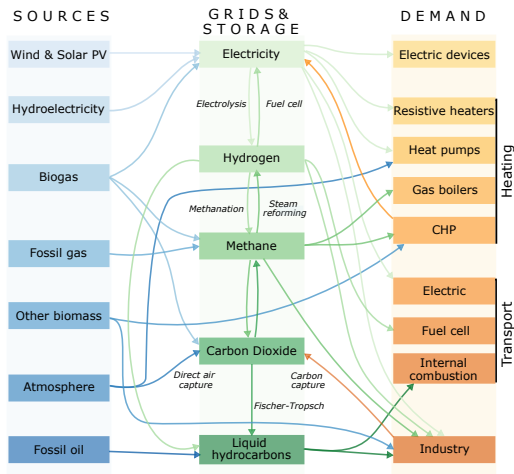 SOURCES
GRIDS &
STORAGE
DEMAND
Wind & Solar PV
Hydroelectricity
Biogas
Fossil gas
Other biomass
Atmosphere
Fossil oil
Electricity
Electrolysis
Fuel cell
Hydrogen
Methanation
Steam
reforming
Methane
Carbon Dioxide
Direct air
capture
Carbon
capture
Fischer-Tropsch
Liquid
hydrocarbons
Electric devices
Resistive heaters
Heat pumps
Gas boilers
CHP
Heating
Electric
Fuel cell
Internal
combustion
Transport
Industry